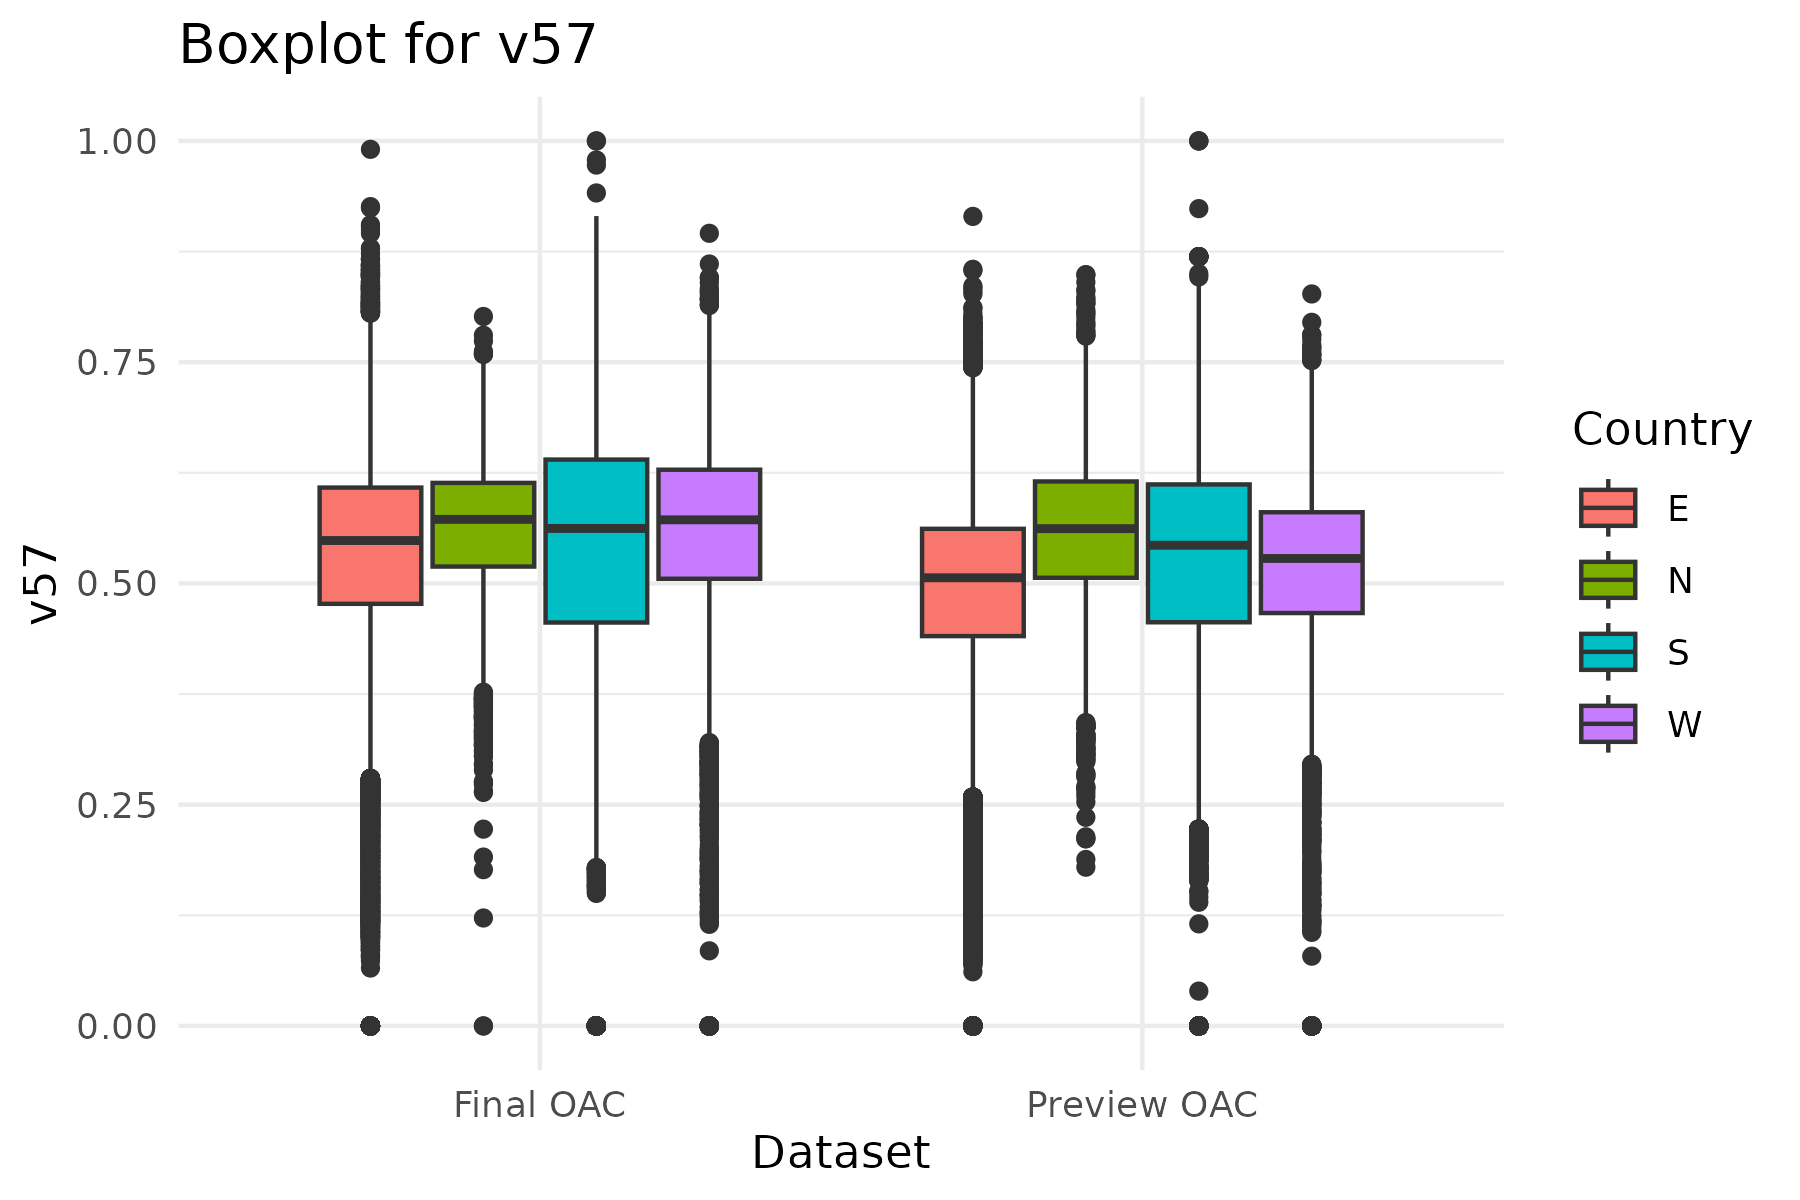 Boxplot for v57
1.00
0.75
0.50
0.25
0.00
v57
Final OAC
Preview OAC
Dataset
Country
E
N
S
W